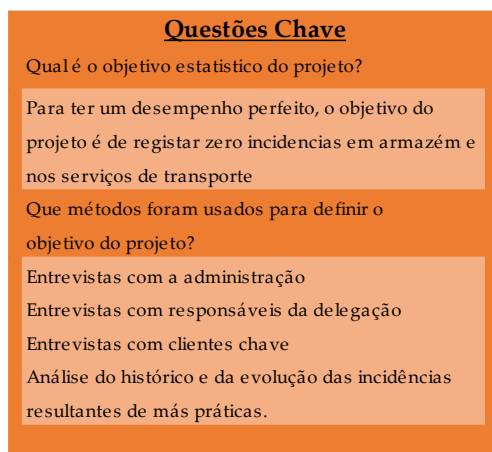 Questões Chave
Qual é o objetivo estatistico do projeto?
Para ter um desempenho perfeito, o objetivo do
projeto é de registar zero incidencias em armazém e
nos serviços de transporte
Que métodos foram usados para definir o
objetivo do projeto?
Entrevistas com a administração
Entrevistas com responsáveis da delegação
Entrevistas com clientes chave
Análise do histórico e da evolução das incidências
resultantes de más práticas.